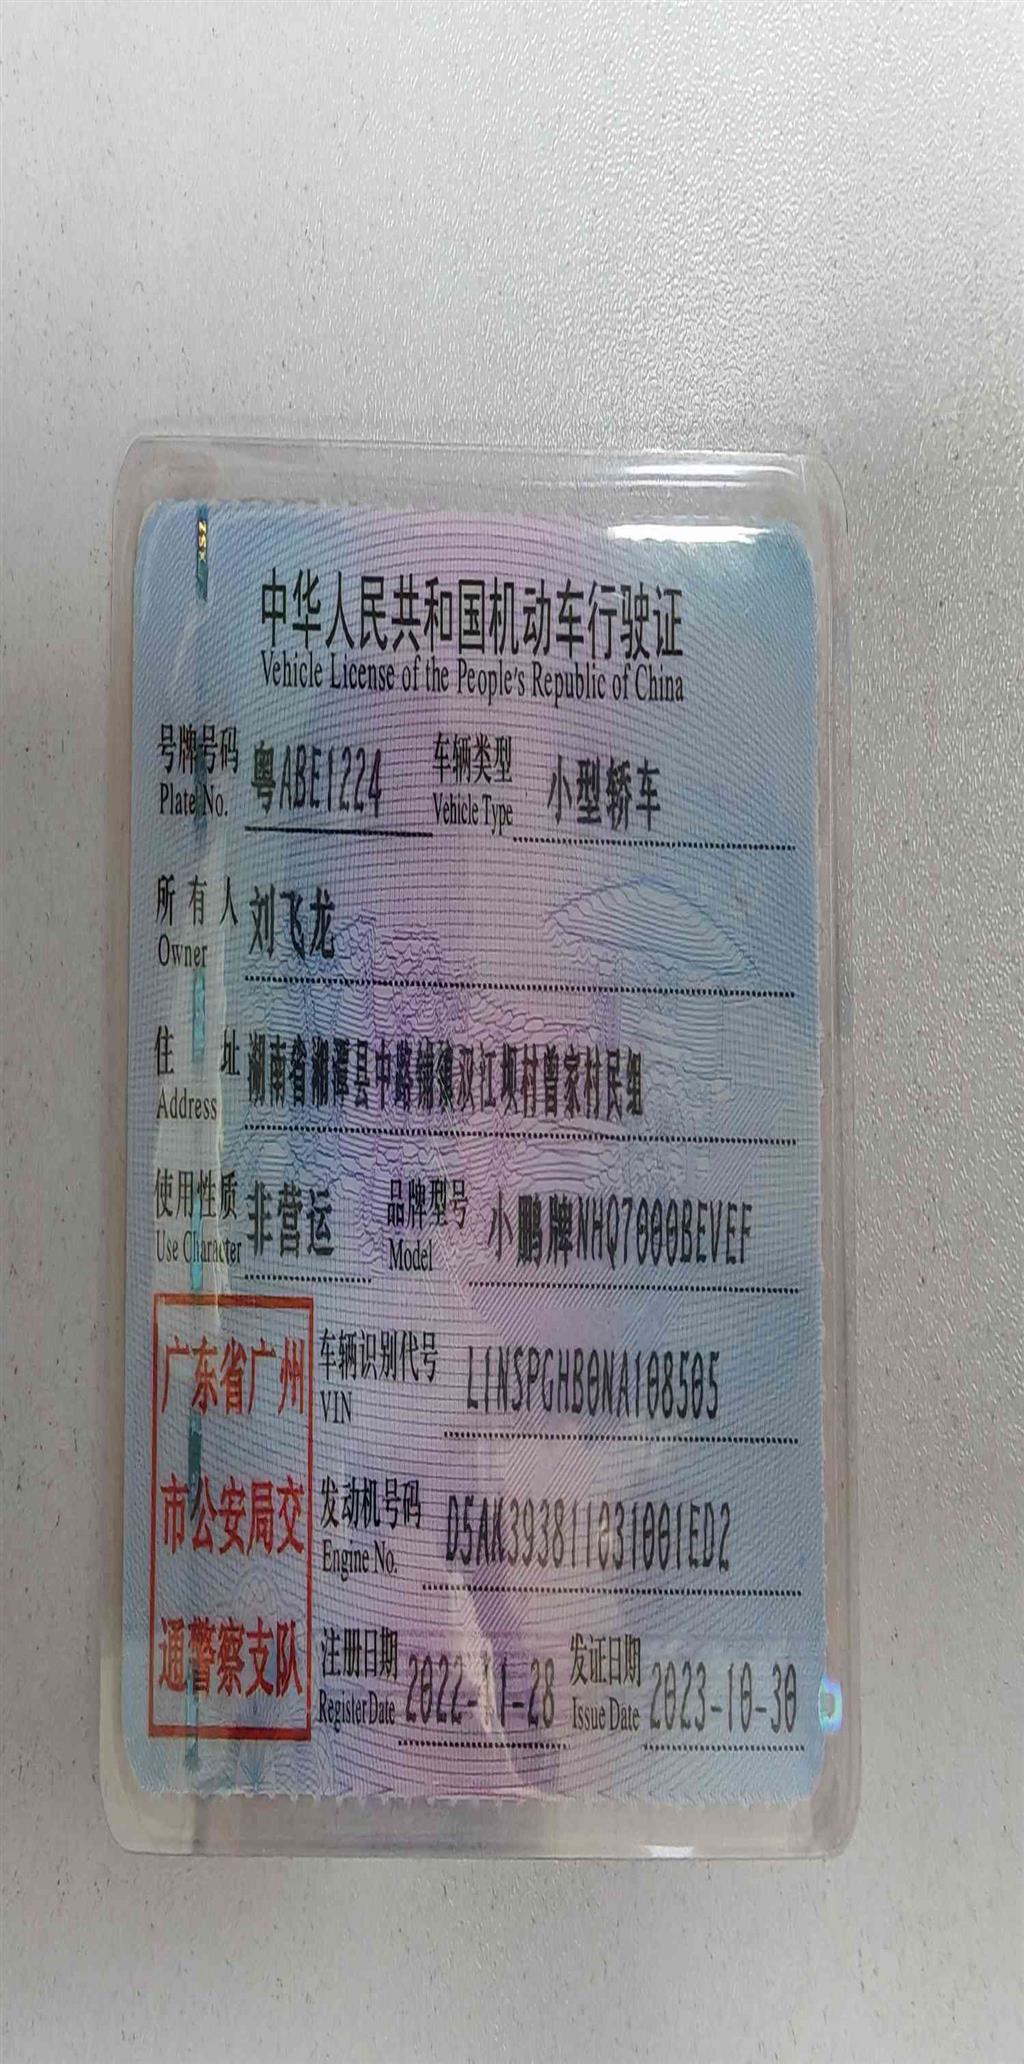 中华人民共和国机动车行驶证
Vehicle License of the People's Republic of China
号牌号码 粤ABE1224 车辆类型 小型轿车
Plate No. Vehicle Type
所有人 刘飞龙
Owner
住址 湖南省湘潭县中路铺镇双江坝村曾家村民组
Address
使用性质 非营运 品牌型号 小鹏牌NHQ7000BEVEF
Use Character Model
广东省广州
市公安局交
通警察支队
车辆识别代号 L1NSPGHB0NA108505
VIN
发动机号码 D5AK393811031001ED2
Engine No.
注册日期 2022-11-28 发证日期 2023-10-30
Register Date Issue Date